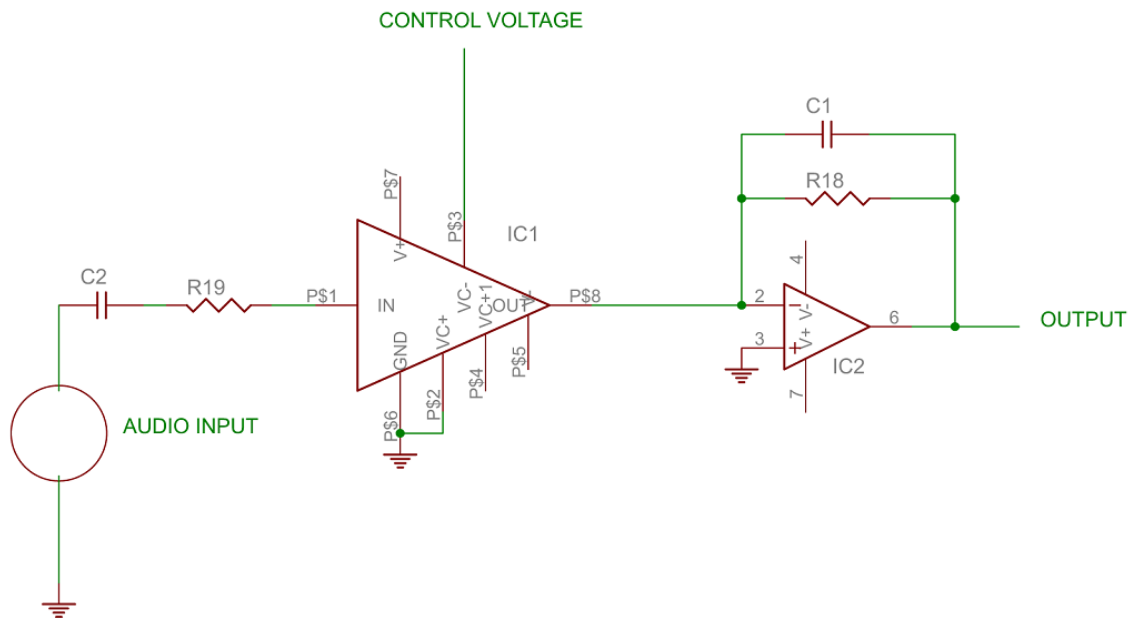 CONTROL VOLTAGE
C1
R18
P$7
P$3
IC1
V+
4
C2
R19
P$1
IN
VC-
VC+1
OUT
V-
P$8
2
V-
6
OUTPUT
3
V+
IC2
GND
VC+
P$5
P$4
P$2
P$6
7
AUDIO INPUT